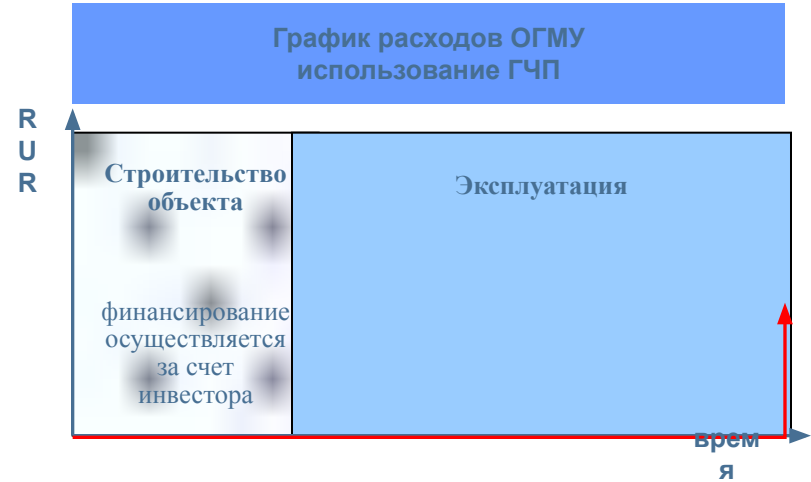 График расходов ОГМУ
использование ГЧП
R
U
R
Строительство
объекта
Эксплуатация
финансирование
осуществляется
за счет
инвестора
врем
я